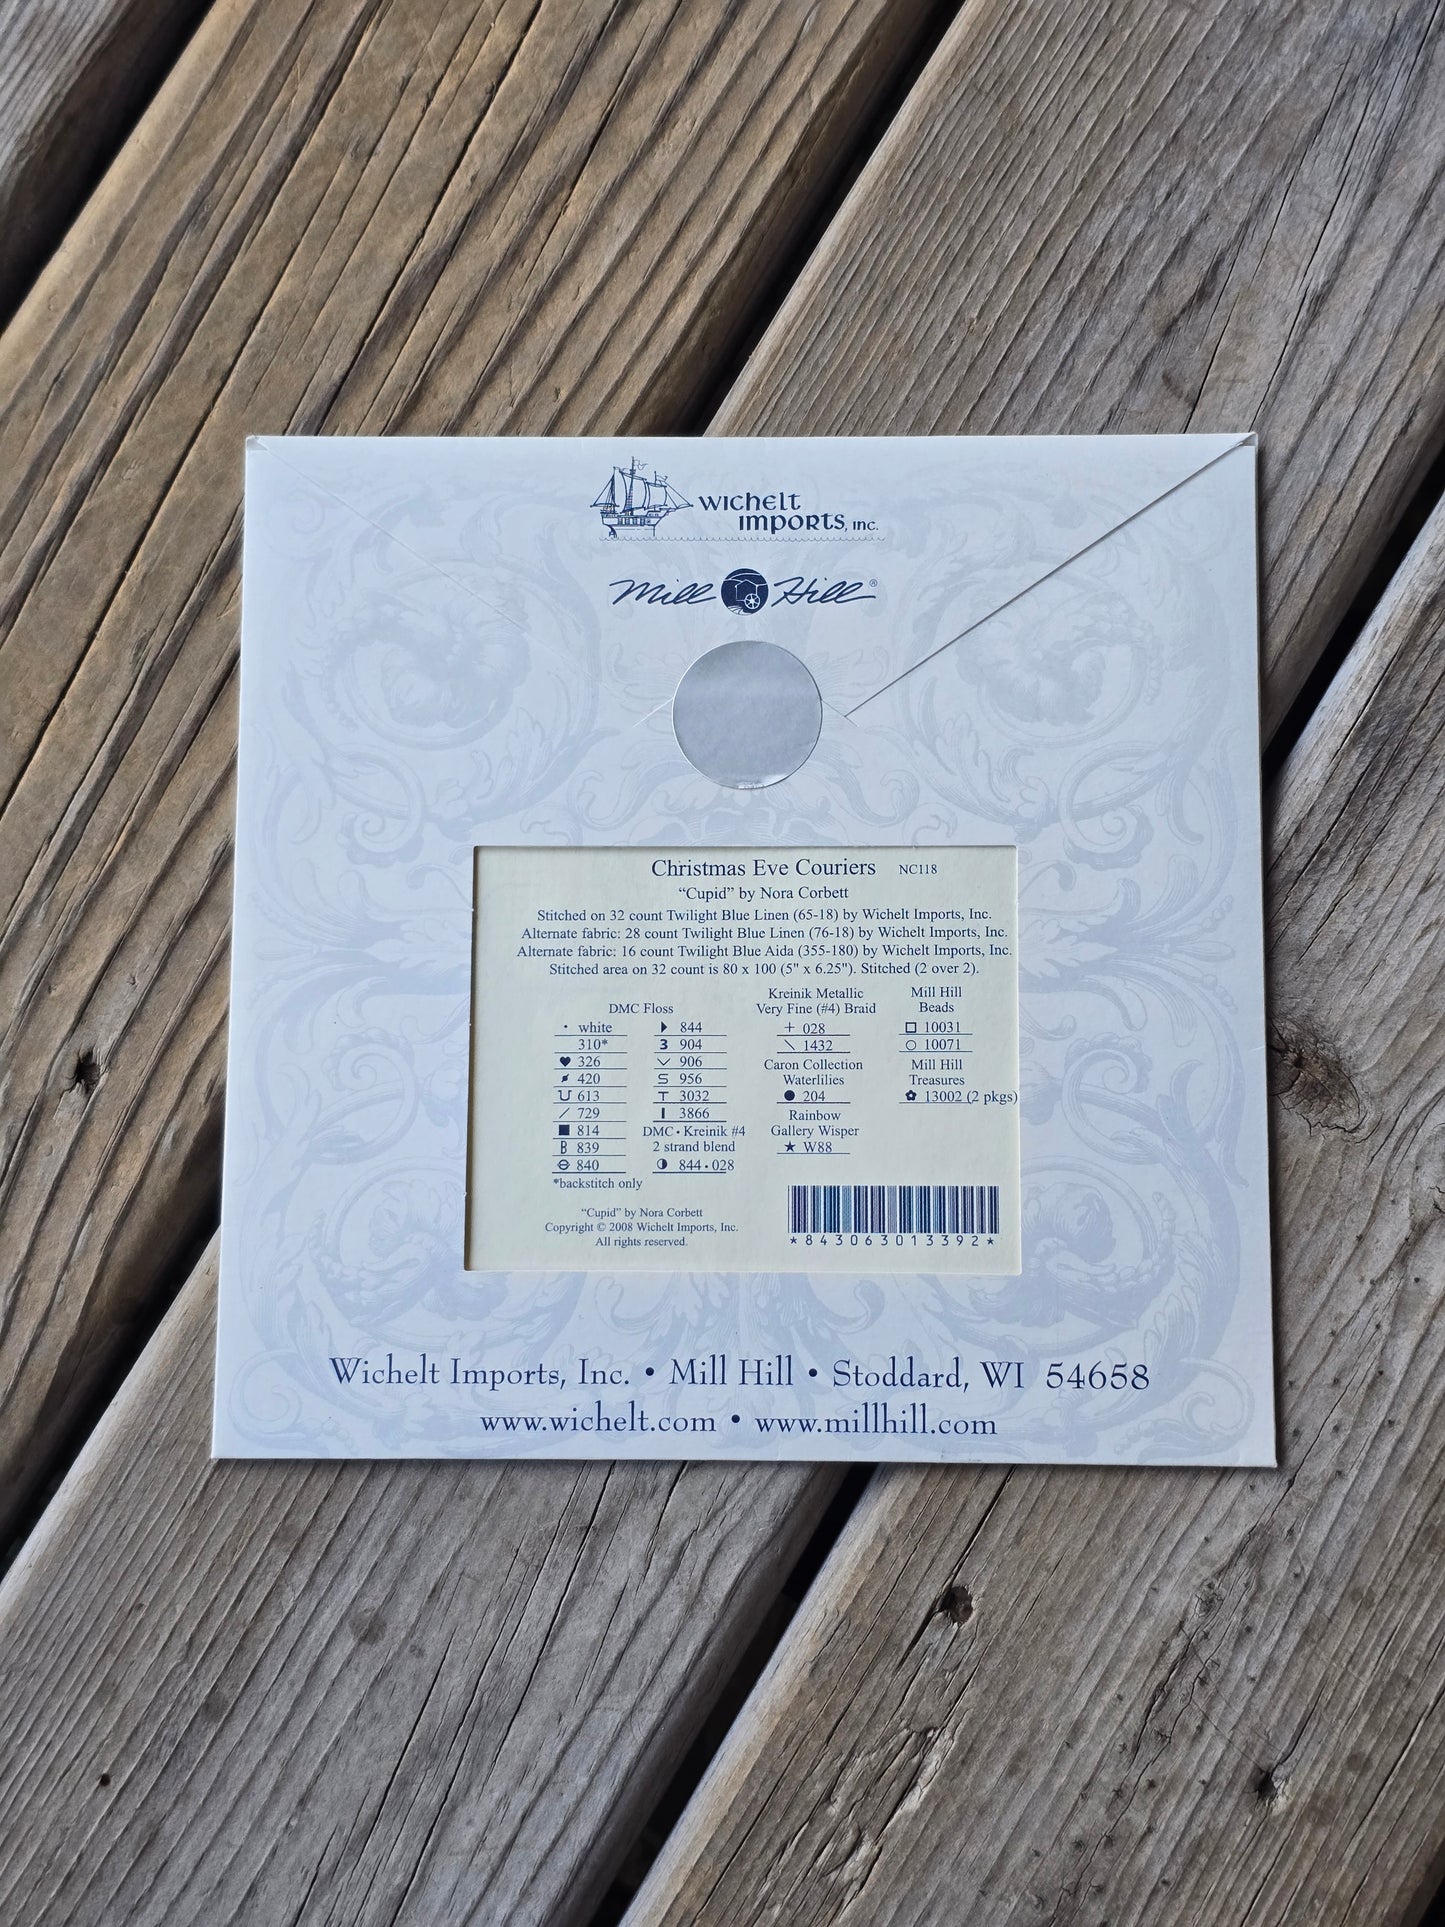 WICHELT
IMPORTS, INC.
Mill Hill®
Christmas Eve Couriers NC118
“Cupid” by Nora Corbett
Stitched on 32 count Twilight Blue Linen (65-18) by Wichelt Imports, Inc.
Alternate fabric: 28 count Twilight Blue Linen (76-18) by Wichelt Imports, Inc.
Alternate fabric: 16 count Twilight Blue Aida (355-180) by Wichelt Imports, Inc.
Stitched area on 32 count is 80 x 100 (5" x 6.25"). Stitched (2 over 2).
DMC Floss
· white
310*
♥ 326
420
613
╱ 729
■ 814
B 839
⊖ 840
*backstitch only
844
3 904
906
S 956
T 3032
I 3866
DMC • Kreinik #4
2 strand blend
◑ 844 • 028
Kreinik Metallic
Very Fine (#4) Braid
+ 028
╲ 1432
Caron Collection
Waterlilies
● 204
Rainbow
Gallery Wisper
★ W88
Mill Hill
Beads
□ 10031
○ 10071
Mill Hill
Treasures
13002 (2 pkgs)
“Cupid” by Nora Corbett
Copyright © 2008 Wichelt Imports, Inc.
All rights reserved.
*843063013392*
Wichelt Imports, Inc. • Mill Hill • Stoddard, WI 54658
www.wichelt.com • www.millhill.com